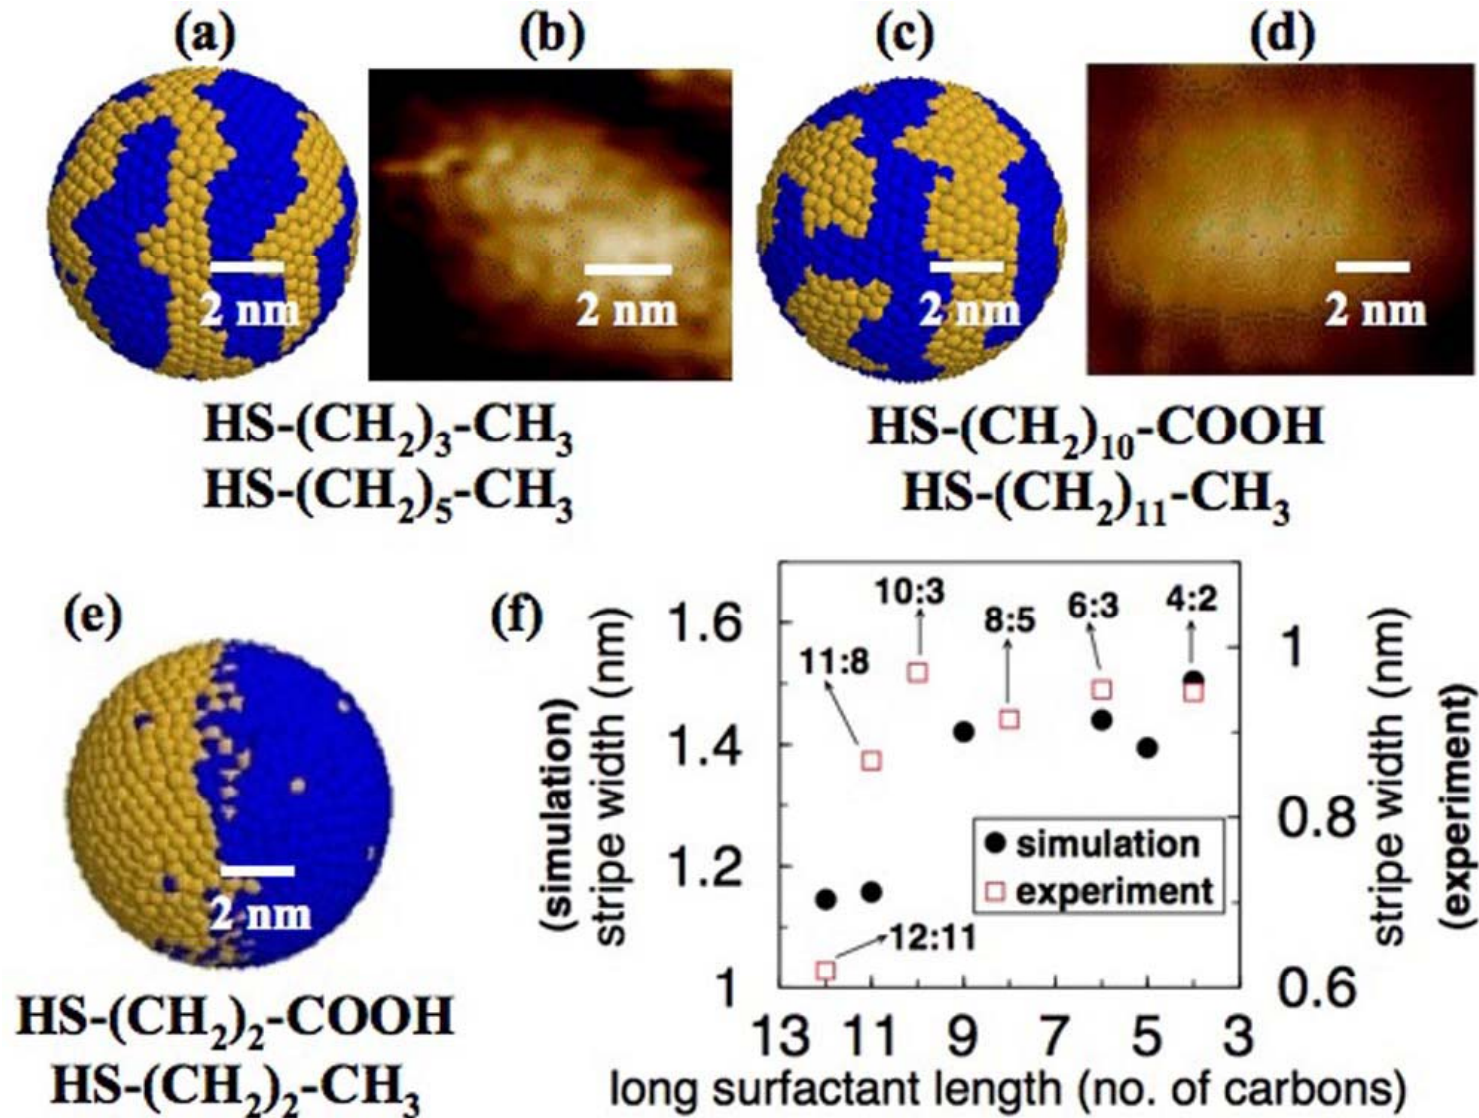 (a) (b) (c) (d)
2 nm 2 nm 2 nm 2 nm
HS-(CH₂)₃-CH₃
HS-(CH₂)₅-CH₃
HS-(CH₂)₁₀-COOH
HS-(CH₂)₁₁-CH₃
(e)
2 nm
HS-(CH₂)₂-COOH
HS-(CH₂)₂-CH₃
(f)
(simulation)
stripe width (nm)
1.6
1.4
1.2
1
11:8
10:3
8:5
6:3
4:2
12:11
simulation
experiment
1
0.8
0.6
stripe width (nm)
(experiment)
13 11 9 7 5 3
long surfactant length (no. of carbons)